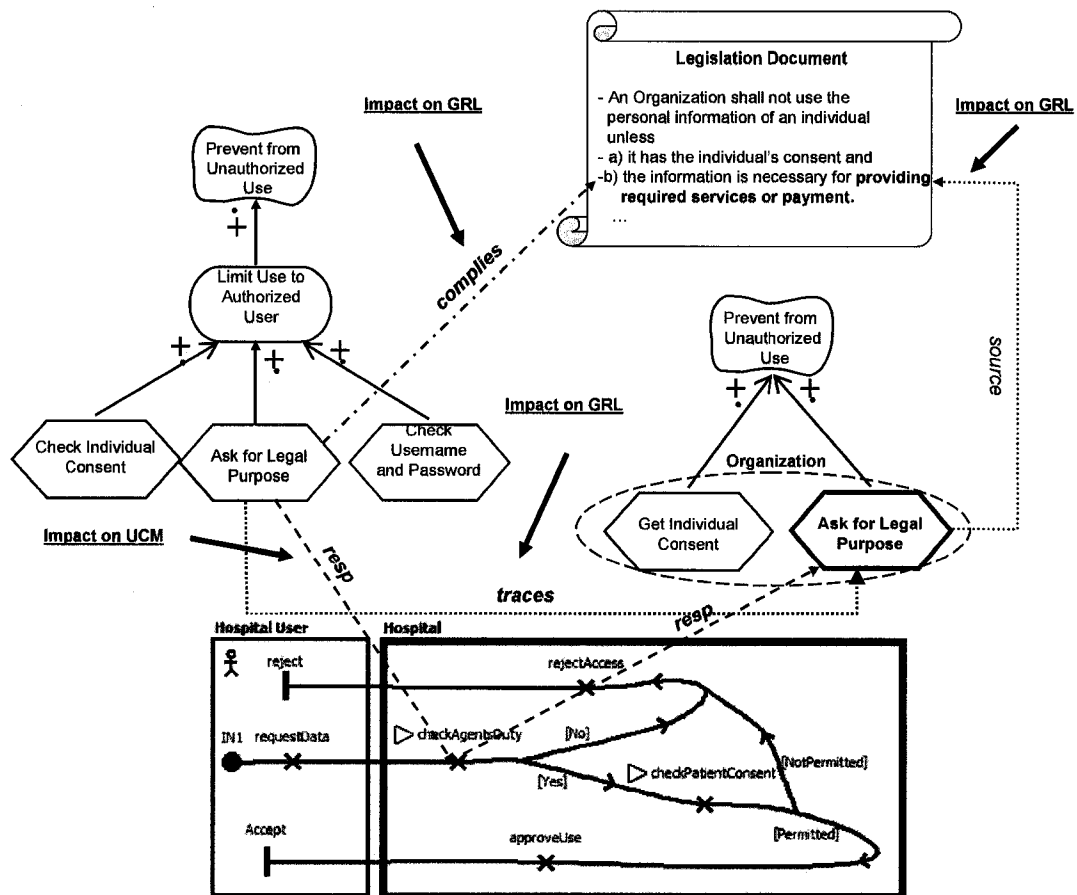 Legislation Document
- An Organization shall not use the
personal information of an individual
unless
- a) it has the individual's consent and
-b) the information is necessary for providing
required services or payment.
...
Impact on GRL
Impact on GRL
Prevent from
Unauthorized
Use
+
Limit Use to
Authorized
User
+
+
+
complies
source
Check Individual
Consent
Ask for Legal
Purpose
Check
Username
and Password
Impact on GRL
Prevent from
Unauthorized
Use
+
+
Organization
Get Individual
Consent
Ask for Legal
Purpose
Impact on UCM
resp
traces
resp
Hospital User
Hospital
reject
rejectAccess
IN1
requestData
checkAgentsDuty
[No]
[Yes]
checkPatientConsent
[NotPermitted]
[Permitted]
Accept
approveUse